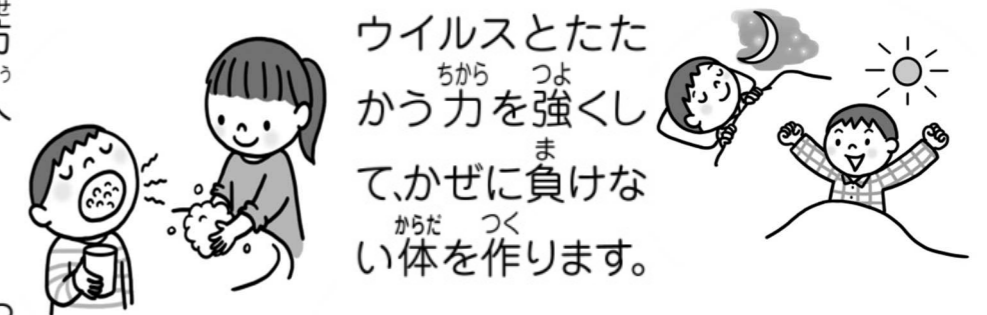 ウイルスとたた
かう力を強くし
て、かぜに負けな
い体を作ります。